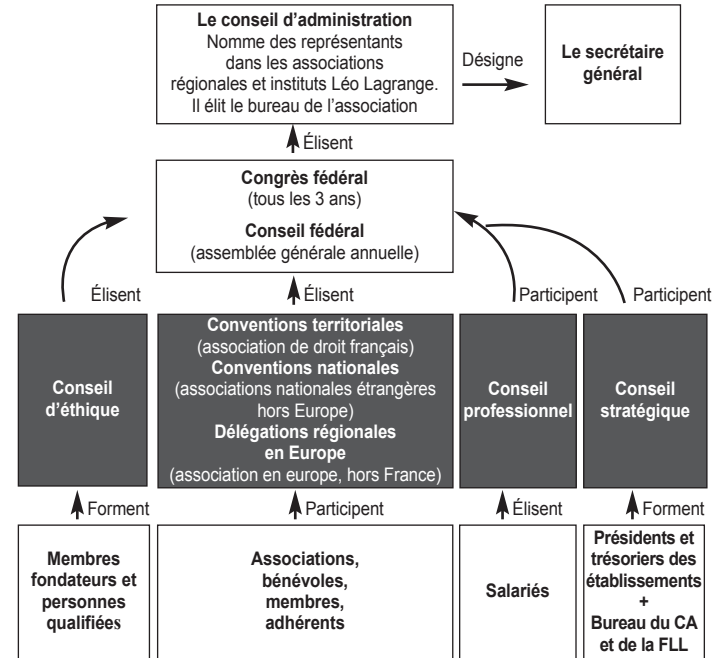 Le conseil d’administration
Nomme des représentants
dans les associations
régionales et instituts Léo Lagrange.
Il élit le bureau de l’association
Désigne
Le secrétaire
général
Élisent
Congrès fédéral
(tous les 3 ans)
Conseil fédéral
(assemblée générale annuelle)
Élisent
Élisent
Participent
Participent
Conseil
d’éthique
Conventions territoriales
(association de droit français)
Conventions nationales
(associations nationales étrangères
hors Europe)
Délégations régionales
en Europe
(association en europe, hors France)
Conseil
professionnel
Conseil
stratégique
Forment
Participent
Élisent
Forment
Membres
fondateurs et
personnes
qualifiées
Associations,
bénévoles,
membres,
adhérents
Salariés
Présidents et
trésoriers des
établissements
+
Bureau du CA
et de la FLL